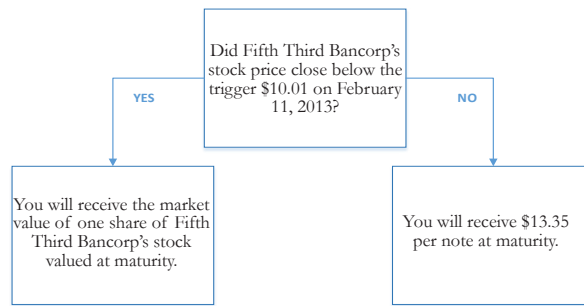 Did Fifth Third Bancorp’s
stock price close below the
trigger $10.01 on February
11, 2013?
YES
NO
You will receive the market
value of one share of Fifth
Third Bancorp’s stock
valued at maturity.
You will receive $13.35
per note at maturity.